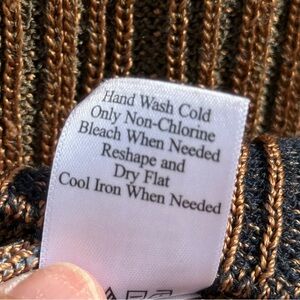 Hand Wash Cold
Only Non-Chlorine
Bleach When Needed
Reshape and
Dry Flat
Cool Iron When Needed